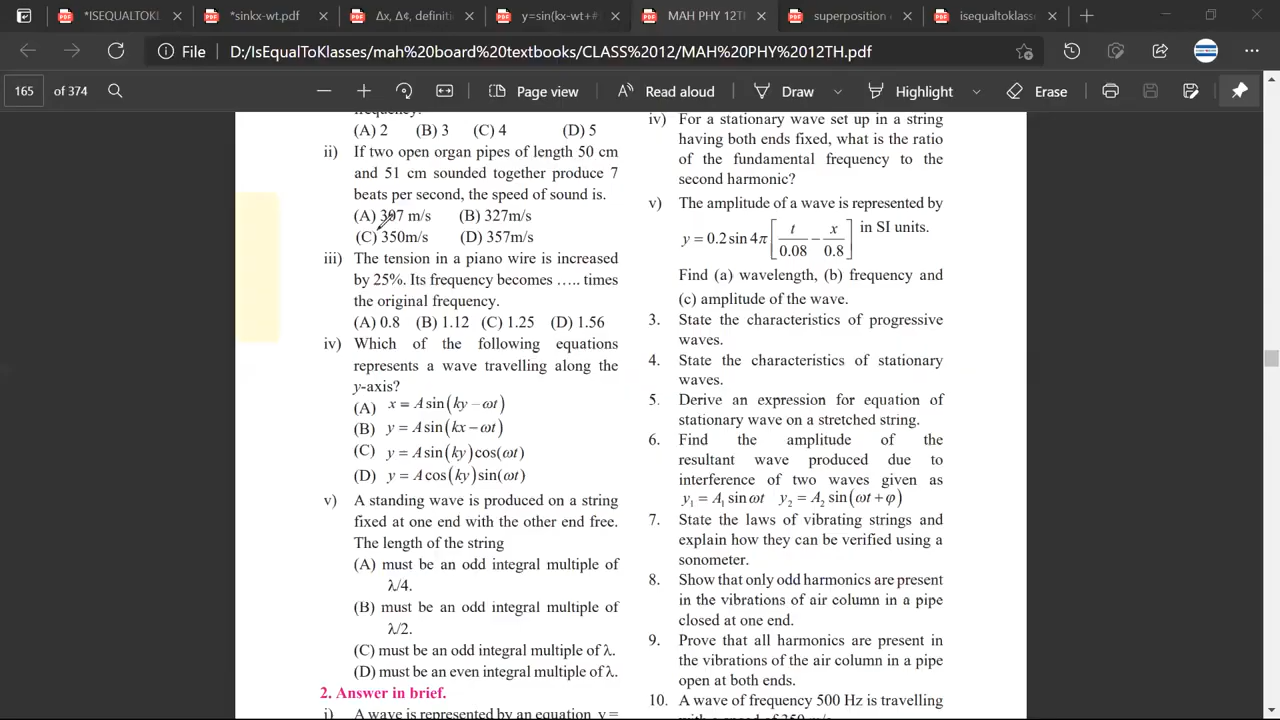 *ISEQUALTOKL
*sinkx-wt.pdf
Δx, Δ¢, definiti
y=sin{kx-wt+#
MAH PHY 12TH
superposition
isequaltoklasse
File D:/IsEqualToKlasses/mah%20board%20textbooks/CLASS%2012/MAH%20PHY%2012TH.pdf
165 of 374 Page view Read aloud Draw Highlight Erase
frequency.
(A) 2 (B) 3 (C) 4 (D) 5
ii) If two open organ pipes of length 50 cm
and 51 cm sounded together produce 7
beats per second, the speed of sound is.
(A) 307 m/s (B) 327m/s
(C) 350m/s (D) 357m/s
iii) The tension in a piano wire is increased
by 25%. Its frequency becomes ….. times
the original frequency.
(A) 0.8 (B) 1.12 (C) 1.25 (D) 1.56
iv) Which of the following equations
represents a wave travelling along the
y-axis?
(A) x = A sin(ky − ωt)
(B) y = A sin(kx − ωt)
(C) y = A sin(ky) cos(ωt)
(D) y = A cos(ky) sin(ωt)
v) A standing wave is produced on a string
fixed at one end with the other end free.
The length of the string
(A) must be an odd integral multiple of
λ/4.
(B) must be an odd integral multiple of
λ/2.
(C) must be an odd integral multiple of λ.
(D) must be an even integral multiple of λ.
2. Answer in brief.
i) A wave is represented by an equation y =
iv) For a stationary wave set up in a string
having both ends fixed, what is the ratio
of the fundamental frequency to the
second harmonic?
v) The amplitude of a wave is represented by
y = 0.2 sin 4π [t/0.08 − x/0.8] in SI units.
Find (a) wavelength, (b) frequency and
(c) amplitude of the wave.
3. State the characteristics of progressive
waves.
4. State the characteristics of stationary
waves.
5. Derive an expression for equation of
stationary wave on a stretched string.
6. Find the amplitude of the
resultant wave produced due to
interference of two waves given as
y₁ = A₁ sin ωt y₂ = A₂ sin(ωt + φ)
7. State the laws of vibrating strings and
explain how they can be verified using a
sonometer.
8. Show that only odd harmonics are present
in the vibrations of air column in a pipe
closed at one end.
9. Prove that all harmonics are present in
the vibrations of the air column in a pipe
open at both ends.
10. A wave of frequency 500 Hz is travelling
with a speed of 350 m/s.